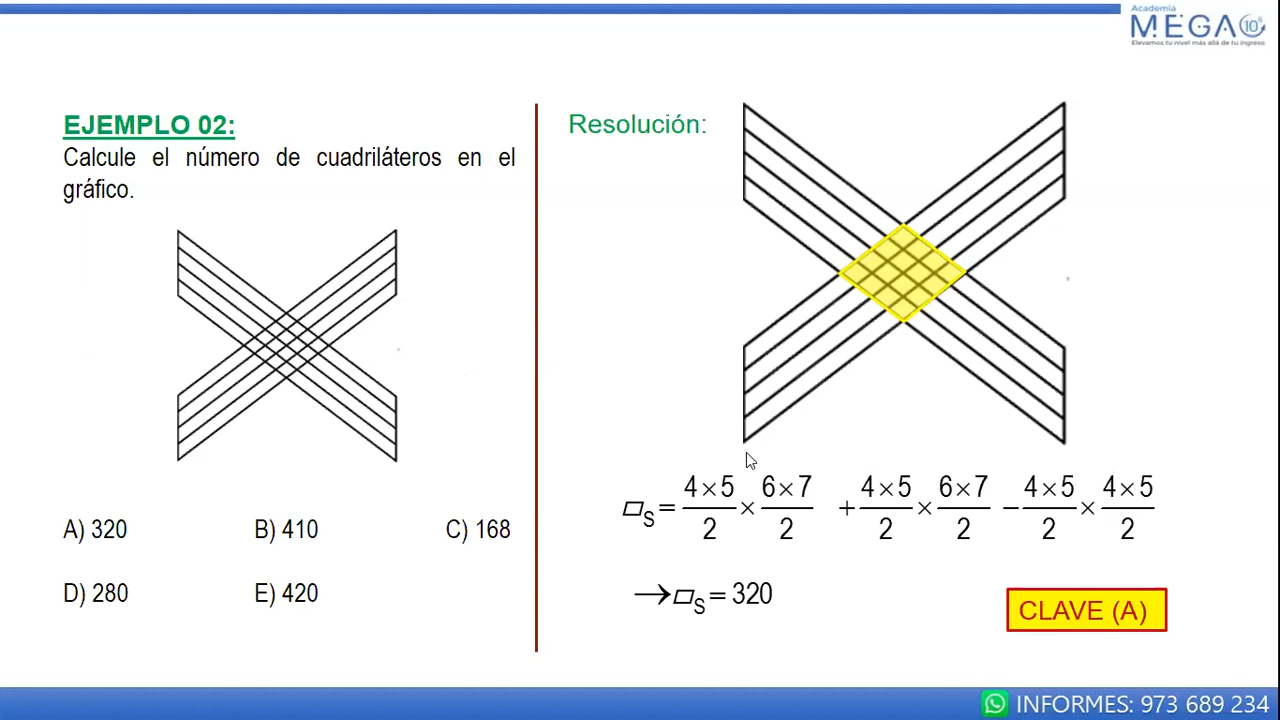 Academia
MEGA 10⁶
Elevamos tu nivel más allá de tu ingreso
EJEMPLO 02:
Calcule el número de cuadriláteros en el
gráfico.
A) 320 B) 410 C) 168
D) 280 E) 420
Resolución:
▱S = 4×5/2 × 6×7/2 + 4×5/2 × 6×7/2 − 4×5/2 × 4×5/2
→ ▱S = 320
CLAVE (A)
INFORMES: 973 689 234